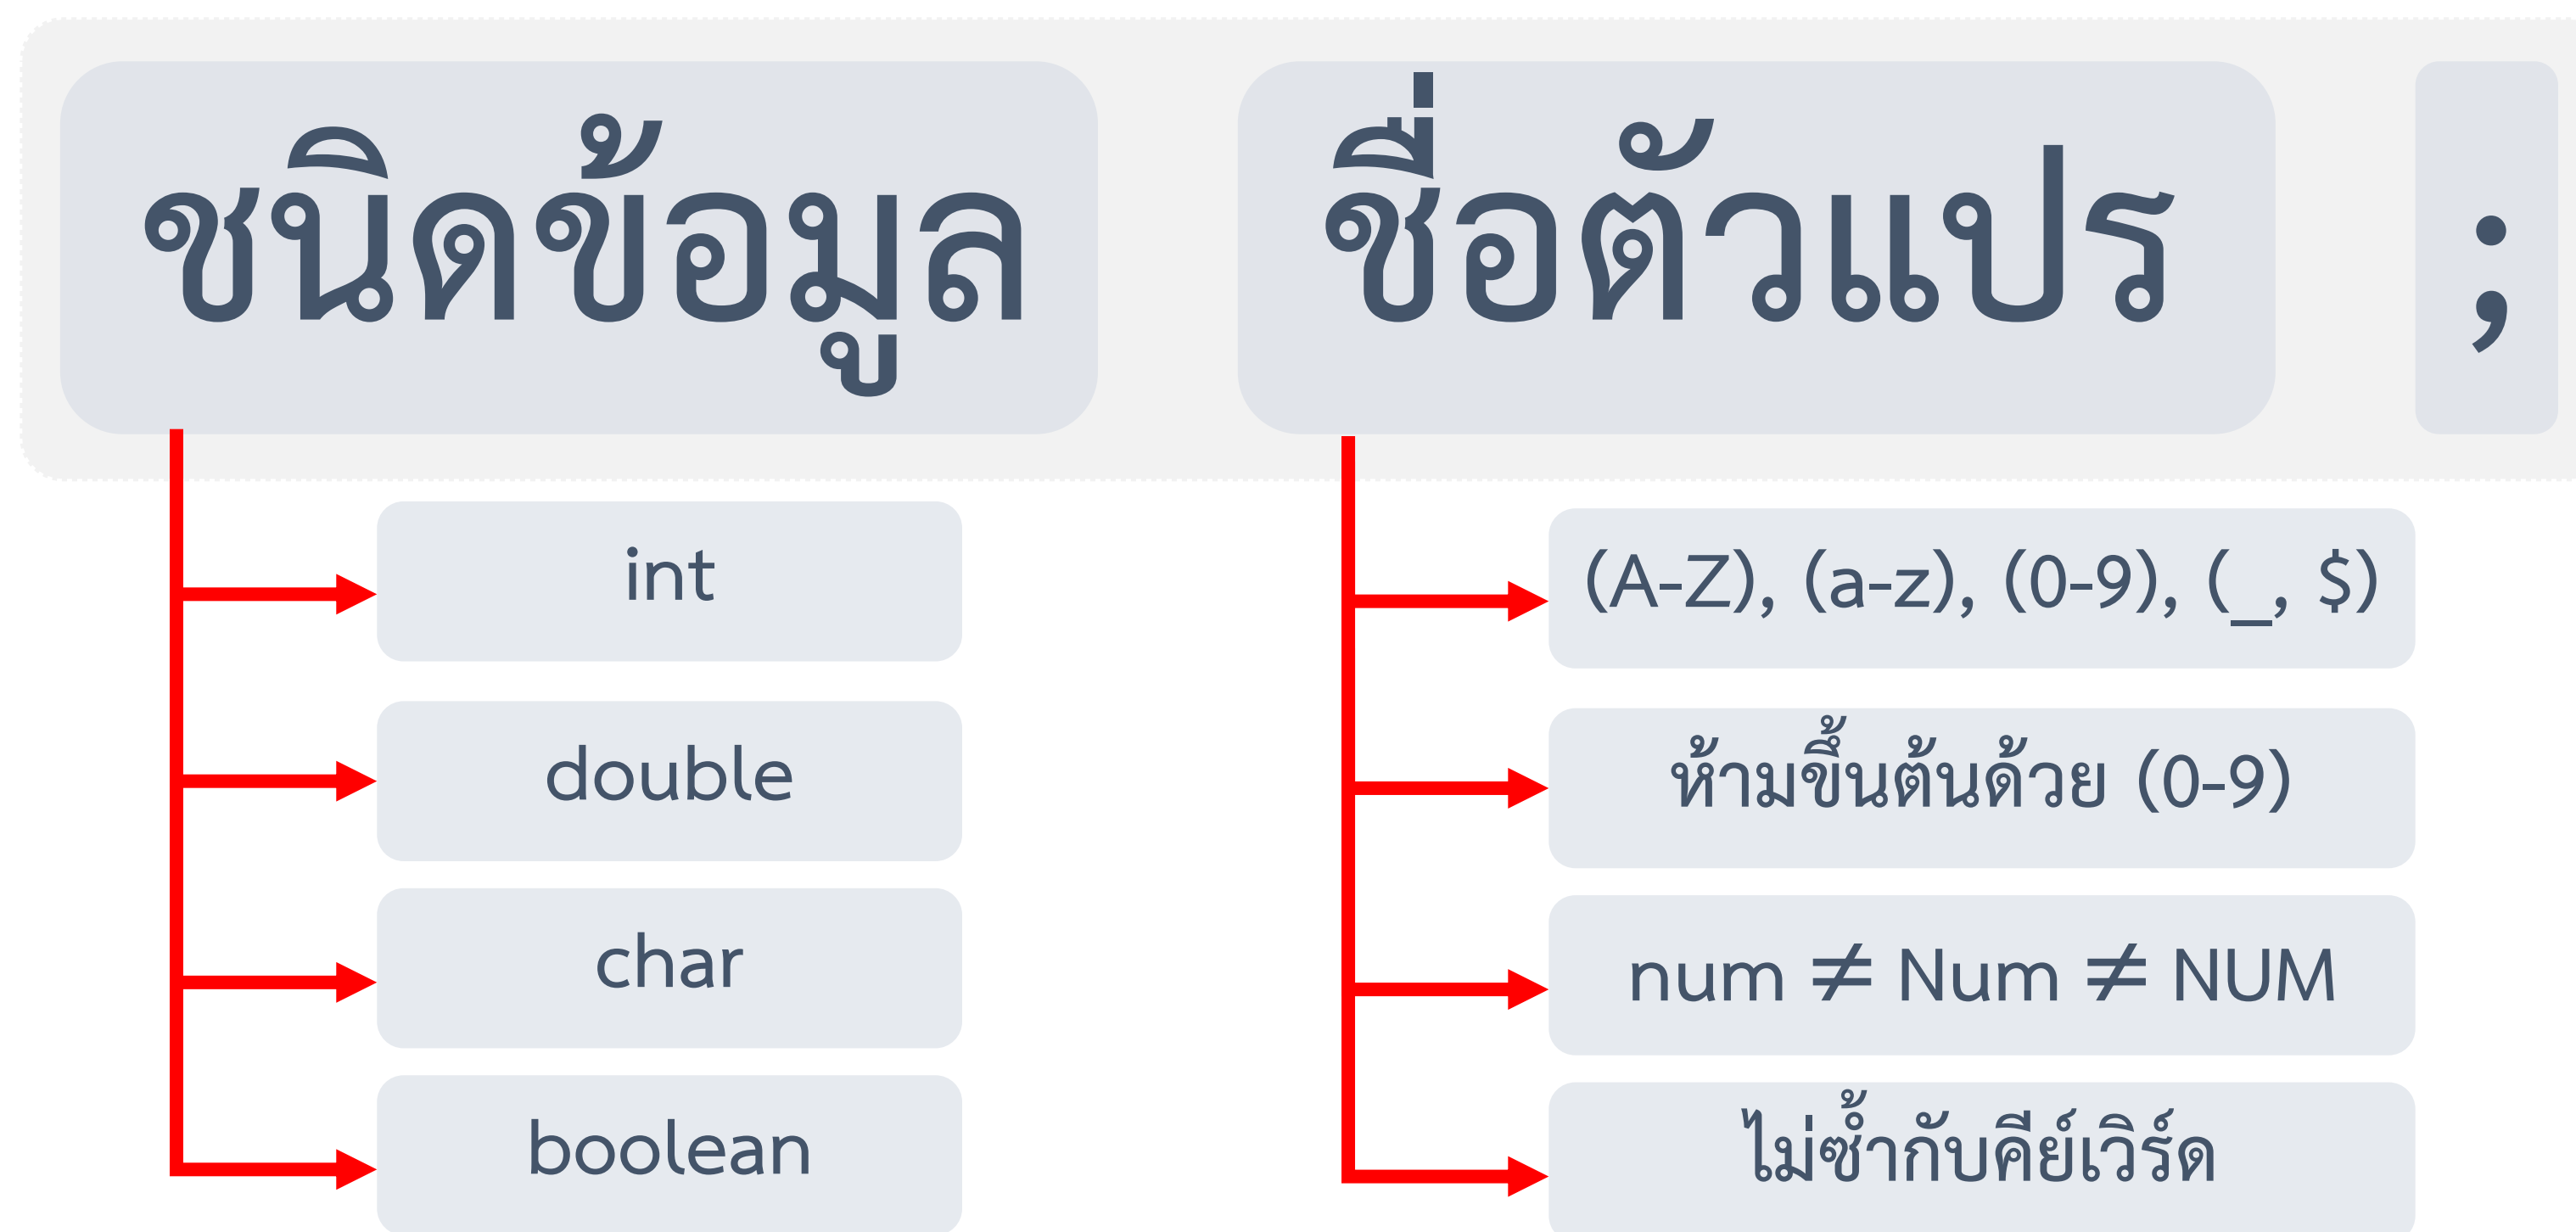 ชนิดข้อมูล ชื่อตัวแปร ;
int
double
char
boolean
(A-Z), (a-z), (0-9), (_, $)
ห้ามขึ้นต้นด้วย (0-9)
num ≠ Num ≠ NUM
ไม่ซ้ำกับคีย์เวิร์ด